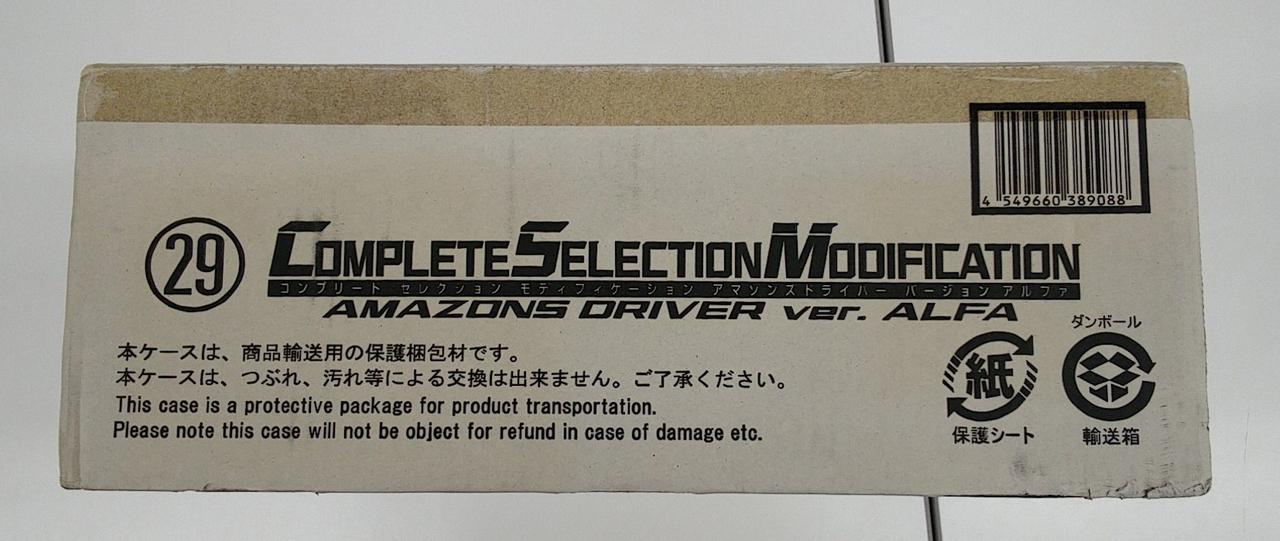 4 549660 389088
29
COMPLETE SELECTION MODIFICATION
コンプリート セレクション モディフィケーション アマゾンズドライバー バージョン アルファ
AMAZONS DRIVER ver. ALFA
本ケースは、商品輸送用の保護梱包材です。
本ケースは、つぶれ、汚れ等による交換は出来ません。ご了承ください。
This case is a protective package for product transportation.
Please note this case will not be object for refund in case of damage etc.
紙
保護シート
ダンボール
輸送箱